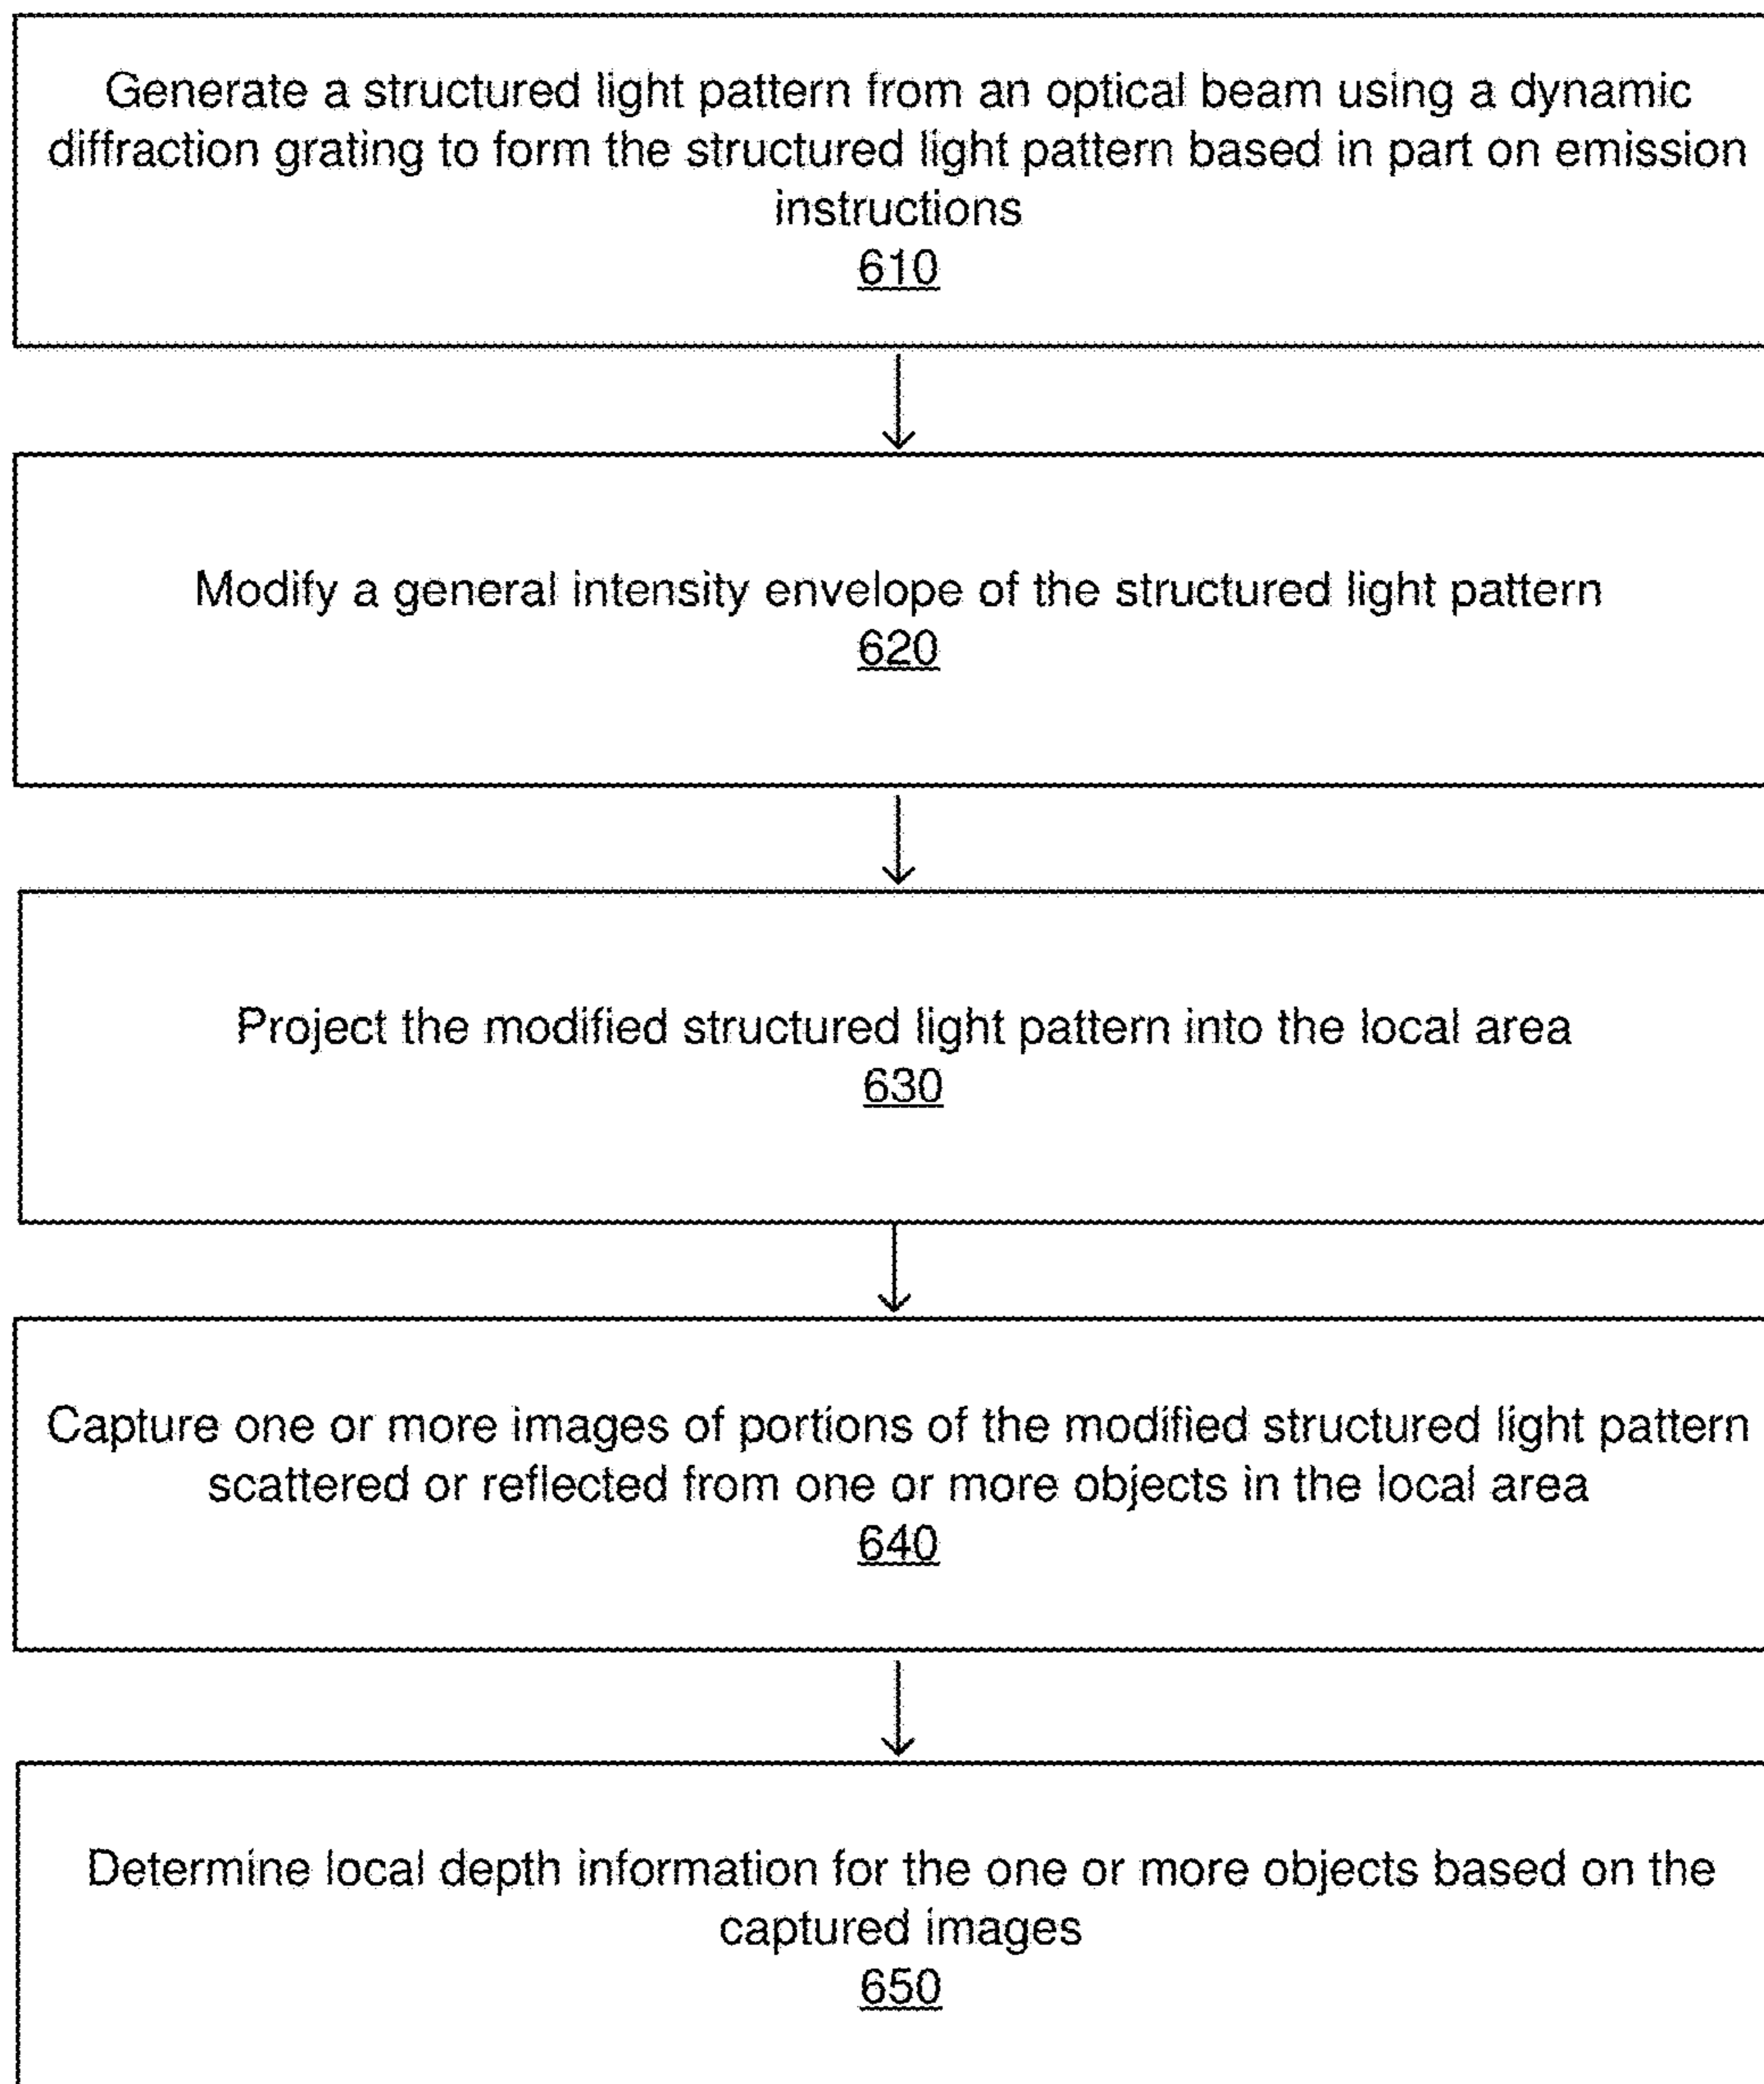 Generate a structured light pattern from an optical beam using a dynamic
diffraction grating to form the structured light pattern based in part on emission
instructions
610
Modify a general intensity envelope of the structured light pattern
620
Project the modified structured light pattern into the local area
630
Capture one or more images of portions of the modified structured light pattern
scattered or reflected from one or more objects in the local area
640
Determine local depth information for the one or more objects based on the
captured images
650